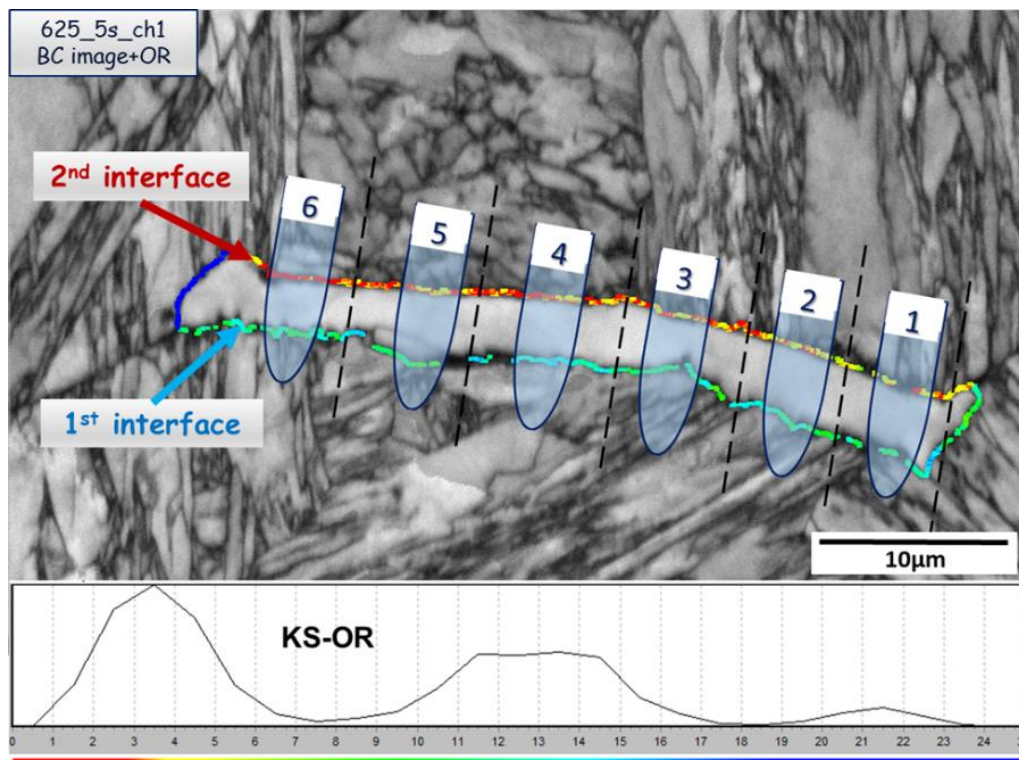 625_5s_ch1
BC image+OR
2nd interface
6
5
4
3
2
1
1st interface
10µm
KS-OR
0 1 2 3 4 5 6 7 8 9 10 11 12 13 14 15 16 17 18 19 20 21 22 23 24